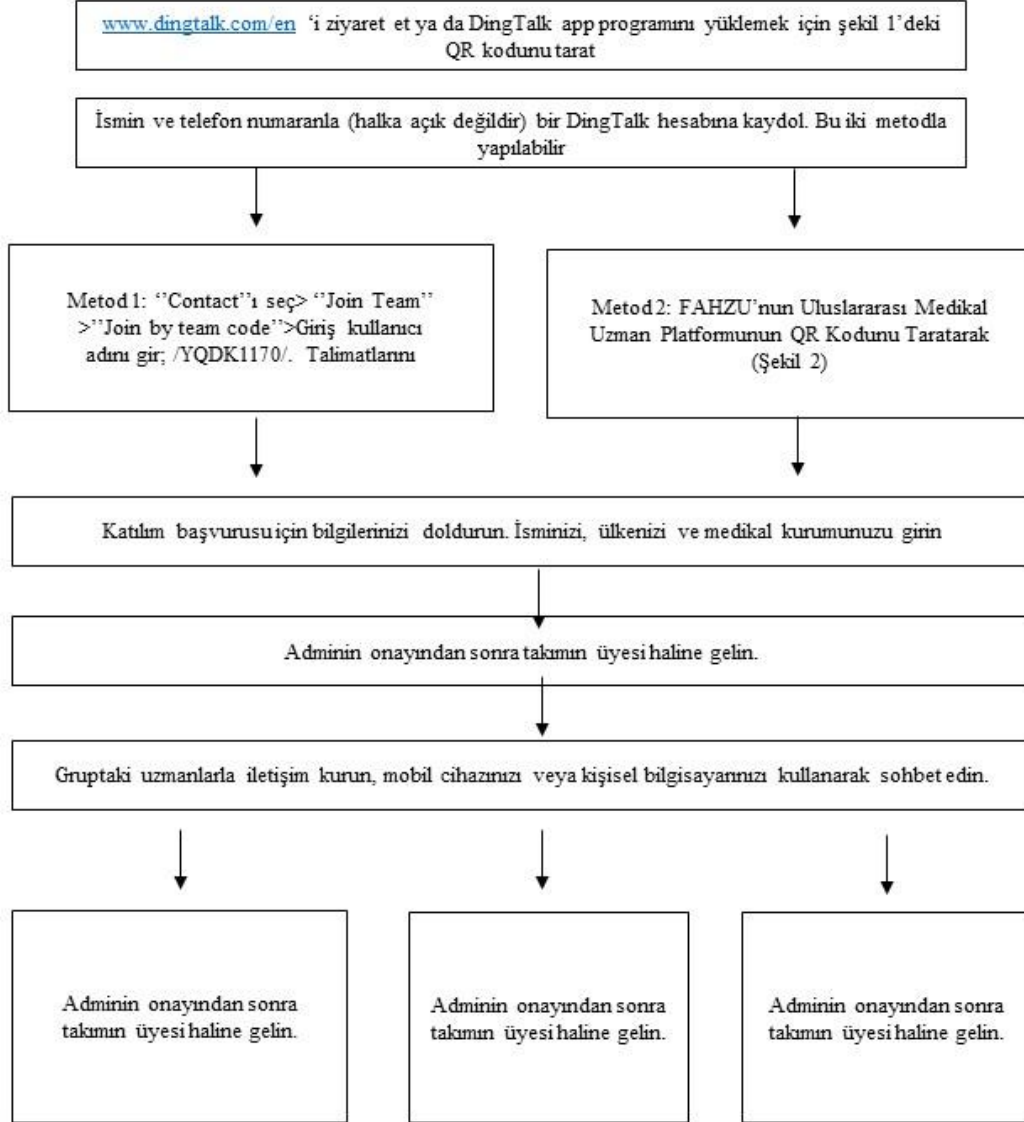 www.dingtalk.com/en ‘i ziyaret et ya da DingTalk app programını yüklemek için şekil 1’deki
QR kodunu tarat
İsmin ve telefon numaranla (halka açık değildir) bir DingTalk hesabına kaydol. Bu iki metodla
yapılabilir
Metod 1: ‘’Contact’’ı seç> ‘’Join Team’’
>’’Join by team code’’>Giriş kullanıcı
adını gir; /YQDK1170/. Talimatlarını
Metod 2: FAHZU’nun Uluslararası Medikal
Uzman Platformunun QR Kodunu Taratarak
(Şekil 2)
Katılım başvurusu için bilgilerinizi doldurun. İsminizi, ülkenizi ve medikal kurumunuzu girin
Adminin onayından sonra takımın üyesi haline gelin.
Gruptaki uzmanlarla iletişim kurun, mobil cihazınızı veya kişisel bilgisayarınızı kullanarak sohbet edin.
Adminin onayından sonra
takımın üyesi haline gelin.
Adminin onayından sonra
takımın üyesi haline gelin.
Adminin onayından sonra
takımın üyesi haline gelin.